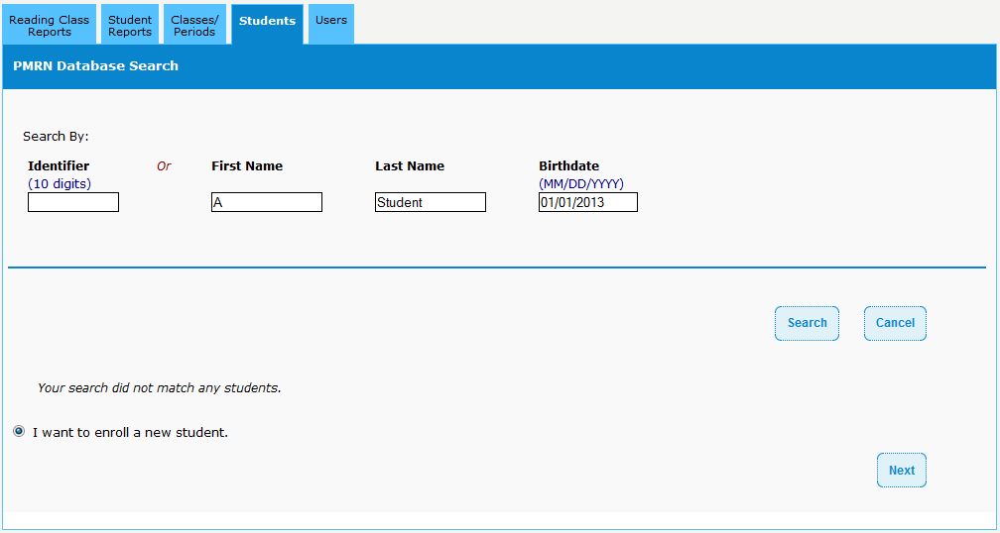 Reading Class Reports
Student Reports
Classes/ Periods
Students
Users
PMRN Database Search
Search By:
Identifier Or First Name Last Name Birthdate
(10 digits) (MM/DD/YYYY)
A Student 01/01/2013
Search Cancel
Your search did not match any students.
I want to enroll a new student.
Next